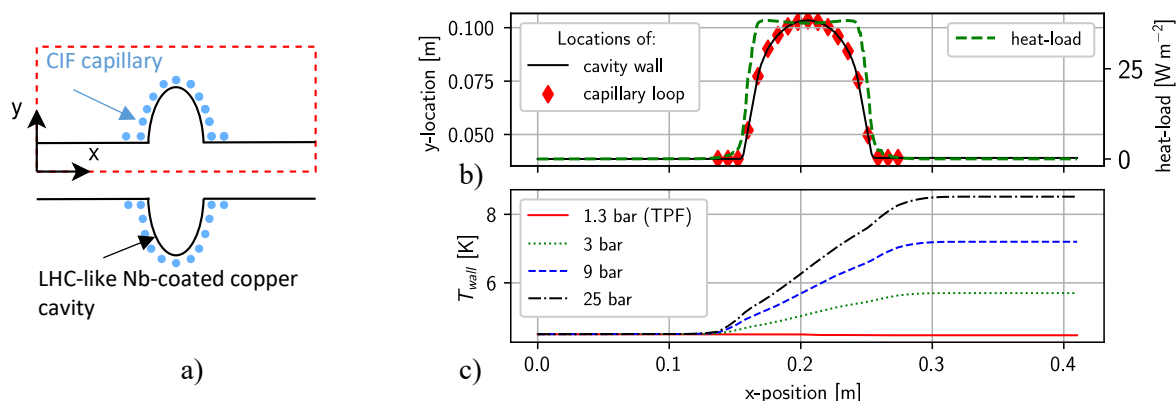 CIF capillary
y
x
LHC-like Nb-coated copper
cavity
a)
0.100
0.075
0.050
y-location [m]
Locations of:
cavity wall
capillary loop
heat-load
25
0
heat-load [W m⁻²]
b)
8
6
T_wall [K]
1.3 bar (TPF)
3 bar
9 bar
25 bar
c)
0.0 0.1 0.2 0.3 0.4
x-position [m]